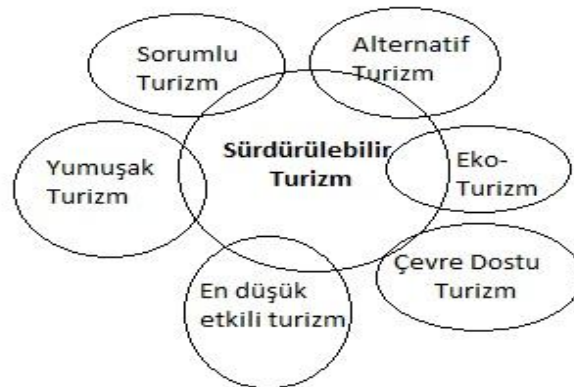 Sorumlu
Turizm
Alternatif
Turizm
Sürdürülebilir
Turizm
Yumuşak
Turizm
Eko-
Turizm
Çevre Dostu
Turizm
En düşük
etkili turizm